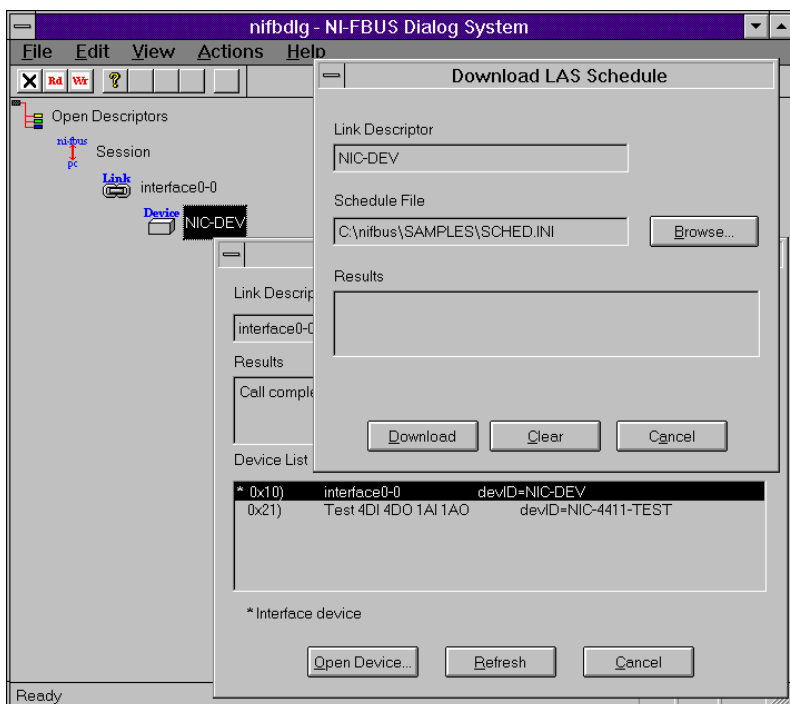 nifbdlg - NI-FBUS Dialog System
File Edit View Actions Help
Rd Wr ?
Open Descriptors
ni-fbus
pc
Session
Link
interface0-0
Device
NIC-DEV
Download LAS Schedule
Link Descriptor
NIC-DEV
Schedule File
C:\nifbus\SAMPLES\SCHED.INI
Browse...
Results
Download
Clear
Cancel
Link Descrip
interface0-0
Results
Call comple
Device List
* 0x10) interface0-0 devID=NIC-DEV
0x21) Test 4DI 4DO 1AI 1AO devID=NIC-4411-TEST
* Interface device
Open Device...
Refresh
Cancel
Ready